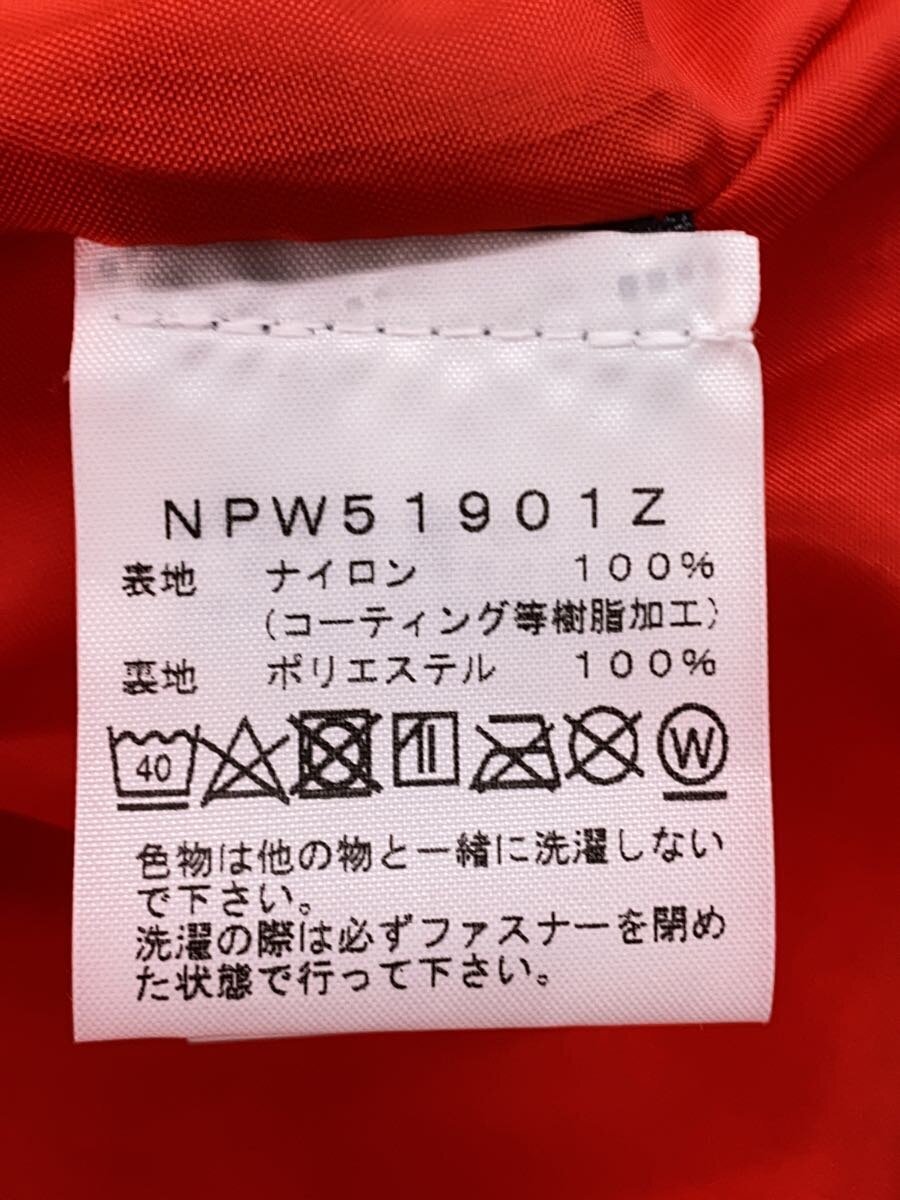 NPW51901Z
表地 ナイロン 100%
(コーティング等樹脂加工)
裏地 ポリエステル 100%
40 W
色物は他の物と一緒に洗濯しない
で下さい。
洗濯の際は必ずファスナーを閉め
た状態で行って下さい。